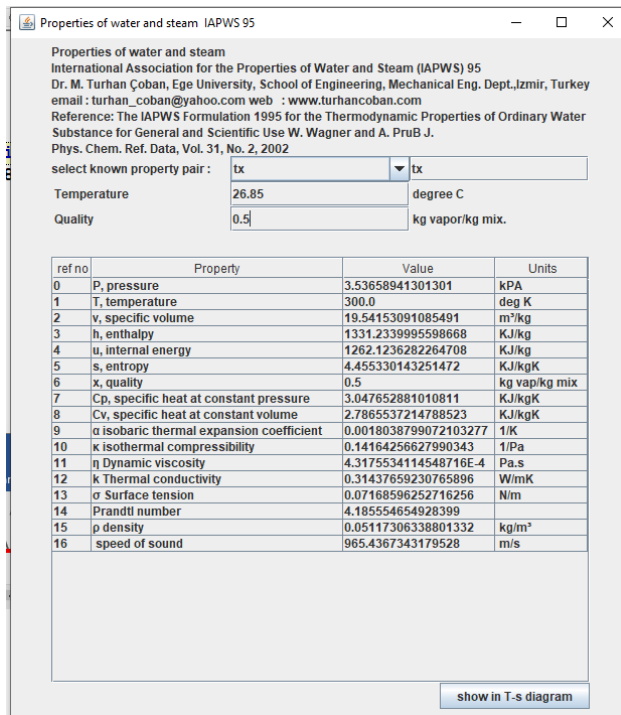 Properties of water and steam IAPWS 95
Properties of water and steam
International Association for the Properties of Water and Steam (IAPWS) 95
Dr. M. Turhan Çoban, Ege University, School of Engineering, Mechanical Eng. Dept.,Izmir, Turkey
email : turhan_coban@yahoo.com web : www.turhancoban.com
Reference: The IAPWS Formulation 1995 for the Thermodynamic Properties of Ordinary Water
Substance for General and Scientific Use W. Wagner and A. PruB J.
Phys. Chem. Ref. Data, Vol. 31, No. 2, 2002
select known property pair : tx tx
Temperature 26.85 degree C
Quality 0.5 kg vapor/kg mix.
ref no Property Value Units
0 P, pressure 3.53658941301301 kPA
1 T, temperature 300.0 deg K
2 v, specific volume 19.54153091085491 m³/kg
3 h, enthalpy 1331.2339995598668 KJ/kg
4 u, internal energy 1262.1236282264708 KJ/kg
5 s, entropy 4.455330143251472 KJ/kgK
6 x, quality 0.5 kg vap/kg mix
7 Cp, specific heat at constant pressure 3.047652881010811 KJ/kgK
8 Cv, specific heat at constant volume 2.7865537214788523 KJ/kgK
9 α isobaric thermal expansion coefficient 0.0018038799072103277 1/K
10 κ isothermal compressibility 0.14164256627990343 1/Pa
11 η Dynamic viscosity 4.3175534114548716E-4 Pa.s
12 k Thermal conductivity 0.31437659230765896 W/mK
13 σ Surface tension 0.07168596252716256 N/m
14 Prandtl number 4.185554654928399
15 ρ density 0.05117306338801332 kg/m³
16 speed of sound 965.4367343179528 m/s
show in T-s diagram